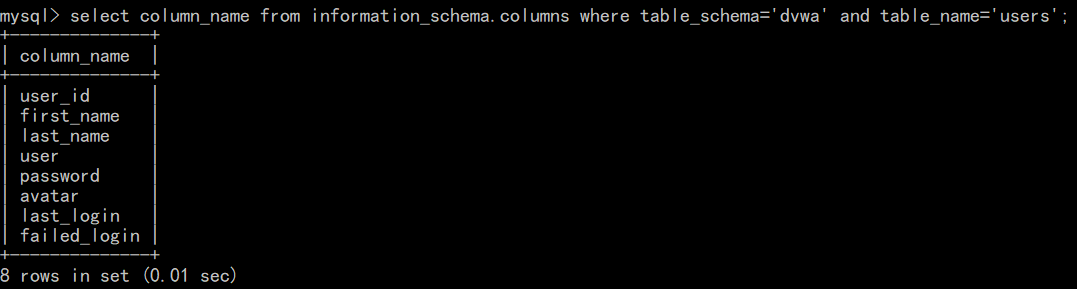 mysql> select column_name from information_schema.columns where table_schema='dvwa' and table_name='users';
+--------------+
| column_name  |
+--------------+
| user_id      |
| first_name   |
| last_name    |
| user         |
| password     |
| avatar       |
| last_login   |
| failed_login |
+--------------+
8 rows in set (0.01 sec)